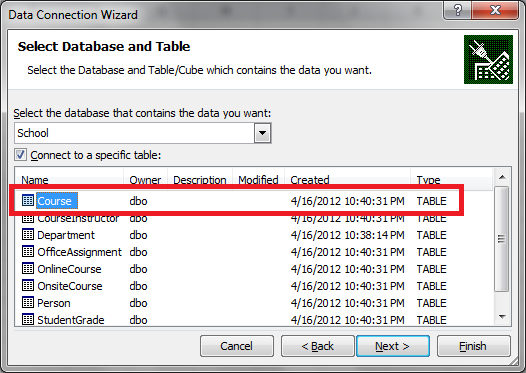 Data Connection Wizard
Select Database and Table
Select the Database and Table/Cube which contains the data you want.
Select the database that contains the data you want:
School
Connect to a specific table:
Name Owner Description Modified Created Type
Course dbo 4/16/2012 10:40:31 PM TABLE
CourseInstructor dbo 4/16/2012 10:40:31 PM TABLE
Department dbo 4/16/2012 10:38:14 PM TABLE
OfficeAssignment dbo 4/16/2012 10:40:31 PM TABLE
OnlineCourse dbo 4/16/2012 10:40:31 PM TABLE
OnsiteCourse dbo 4/16/2012 10:40:31 PM TABLE
Person dbo 4/16/2012 10:40:31 PM TABLE
StudentGrade dbo 4/16/2012 10:40:31 PM TABLE
Cancel < Back Next > Finish